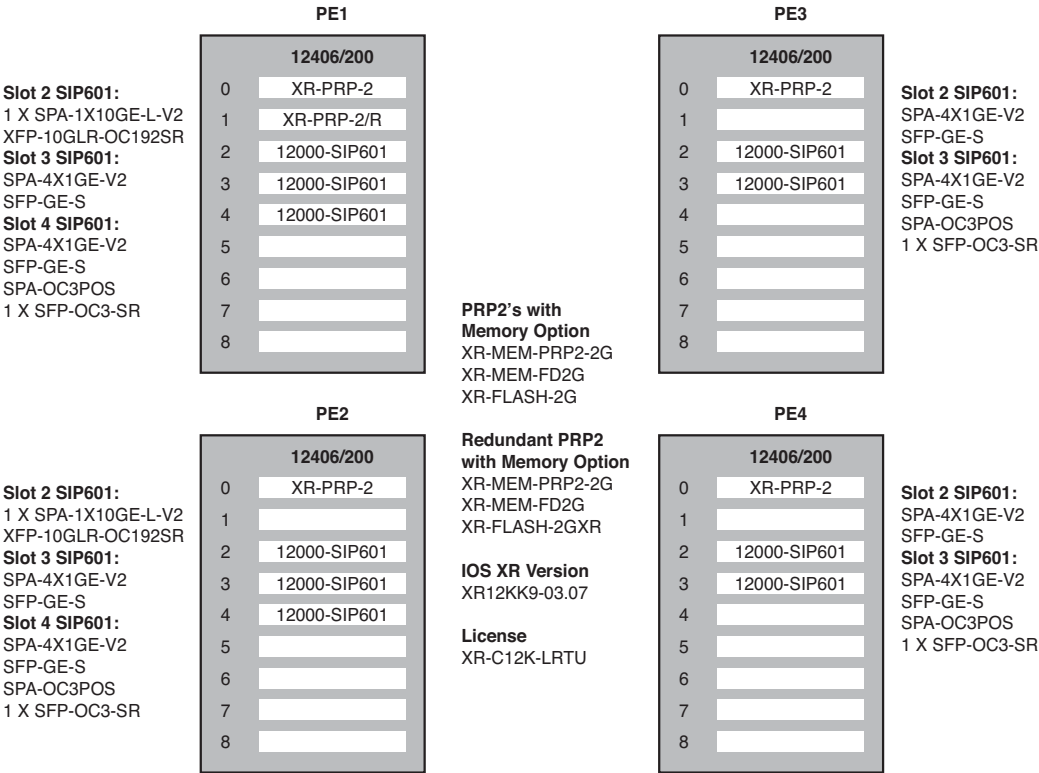 PE1
12406/200
Slot 2 SIP601:
1 X SPA-1X10GE-L-V2
XFP-10GLR-OC192SR
Slot 3 SIP601:
SPA-4X1GE-V2
SFP-GE-S
Slot 4 SIP601:
SPA-4X1GE-V2
SFP-GE-S
SPA-OC3POS
1 X SFP-OC3-SR
0 XR-PRP-2
1 XR-PRP-2/R
2 12000-SIP601
3 12000-SIP601
4 12000-SIP601
5
6
7
8
PE3
12406/200
0 XR-PRP-2
1
2 12000-SIP601
3 12000-SIP601
4
5
6
7
8
Slot 2 SIP601:
SPA-4X1GE-V2
SFP-GE-S
Slot 3 SIP601:
SPA-4X1GE-V2
SFP-GE-S
SPA-OC3POS
1 X SFP-OC3-SR
PRP2's with
Memory Option
XR-MEM-PRP2-2G
XR-MEM-FD2G
XR-FLASH-2G
Redundant PRP2
with Memory Option
XR-MEM-PRP2-2G
XR-MEM-FD2G
XR-FLASH-2GXR
IOS XR Version
XR12KK9-03.07
License
XR-C12K-LRTU
PE2
12406/200
Slot 2 SIP601:
1 X SPA-1X10GE-L-V2
XFP-10GLR-OC192SR
Slot 3 SIP601:
SPA-4X1GE-V2
SFP-GE-S
Slot 4 SIP601:
SPA-4X1GE-V2
SFP-GE-S
SPA-OC3POS
1 X SFP-OC3-SR
0 XR-PRP-2
1
2 12000-SIP601
3 12000-SIP601
4 12000-SIP601
5
6
7
8
PE4
12406/200
0 XR-PRP-2
1
2 12000-SIP601
3 12000-SIP601
4
5
6
7
8
Slot 2 SIP601:
SPA-4X1GE-V2
SFP-GE-S
Slot 3 SIP601:
SPA-4X1GE-V2
SFP-GE-S
SPA-OC3POS
1 X SFP-OC3-SR